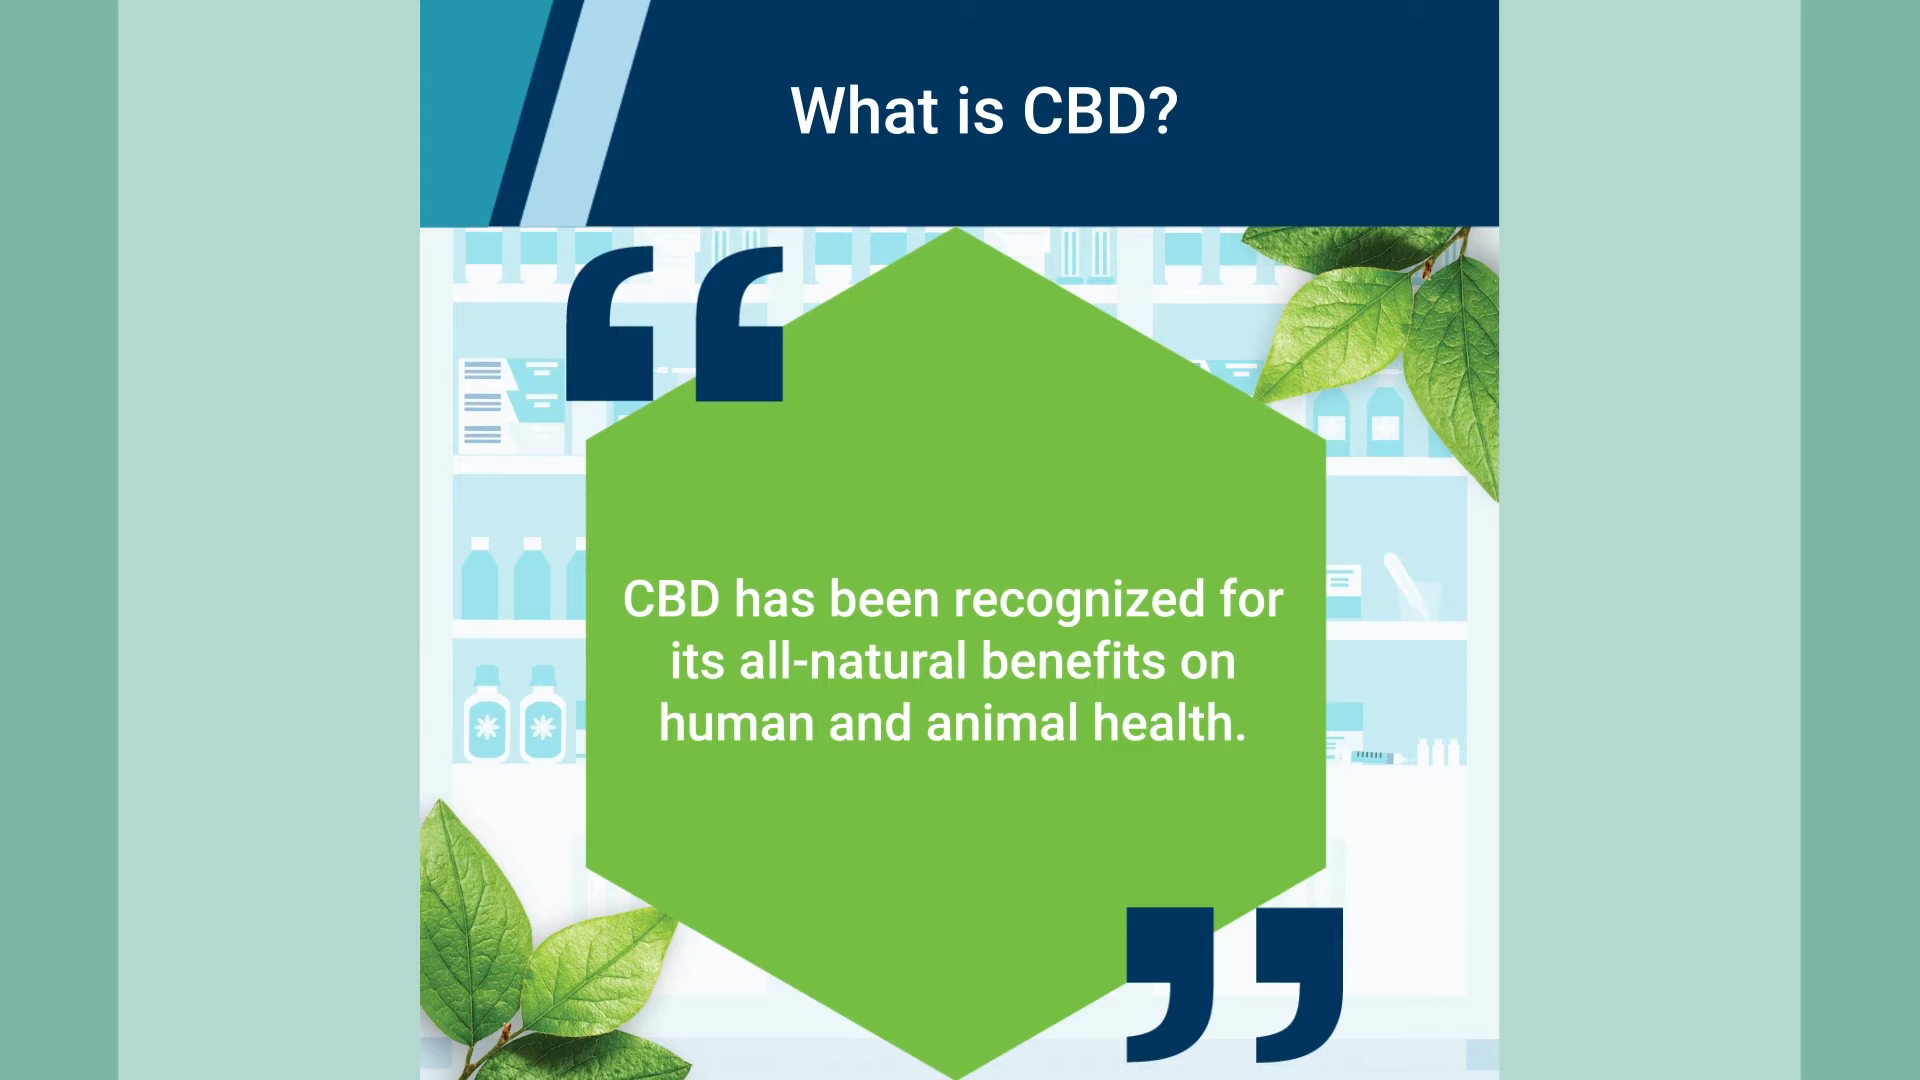 What is CBD?
“
CBD has been recognized for
its all-natural benefits on
human and animal health.
”